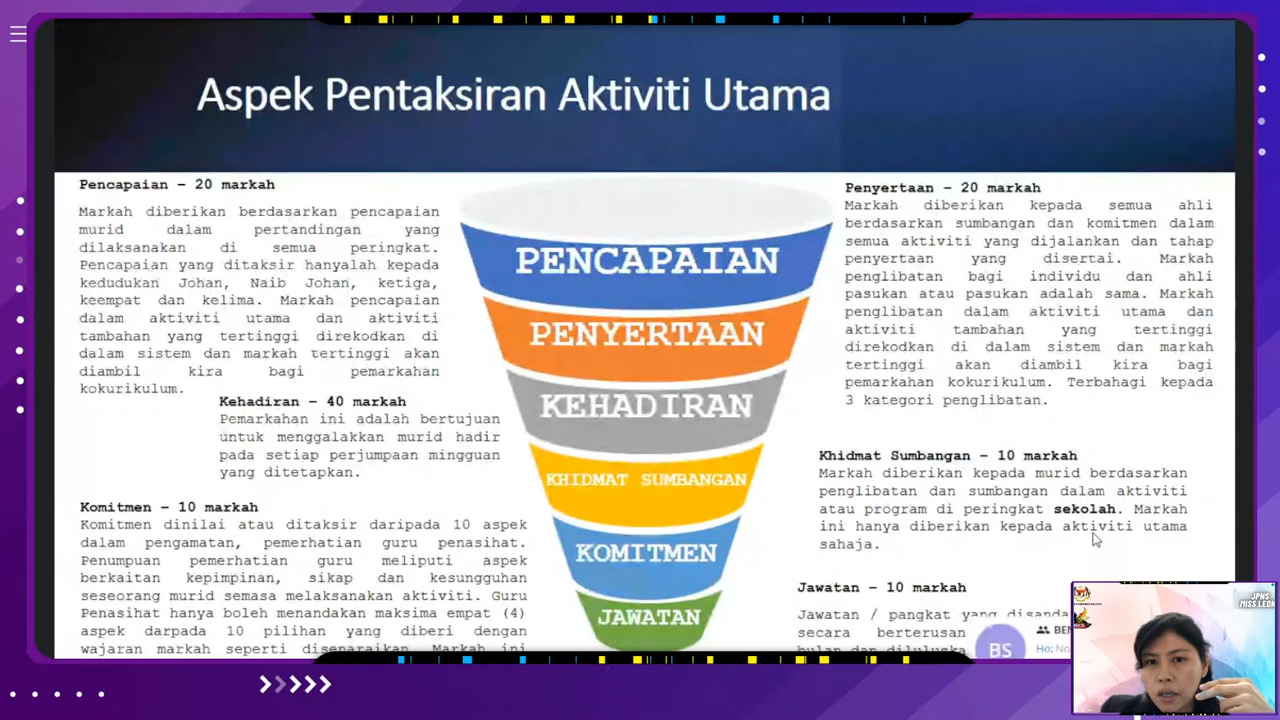 Aspek Pentaksiran Aktiviti Utama
Pencapaian – 20 markah
Markah diberikan berdasarkan pencapaian
murid dalam pertandingan yang
dilaksanakan di semua peringkat.
Pencapaian yang ditaksir hanyalah kepada
kedudukan Johan, Naib Johan, ketiga,
keempat dan kelima. Markah pencapaian
dalam aktiviti utama dan aktiviti
tambahan yang tertinggi direkodkan di
dalam sistem dan markah tertinggi akan
diambil kira bagi pemarkahan
kokurikulum.
Kehadiran – 40 markah
Pemarkahan ini adalah bertujuan
untuk menggalakkan murid hadir
pada setiap perjumpaan mingguan
yang ditetapkan.
Komitmen – 10 markah
Komitmen dinilai atau ditaksir daripada 10 aspek
dalam pengamatan, pemerhatian guru penasihat.
Penumpuan pemerhatian guru meliputi aspek
berkaitan kepimpinan, sikap dan kesungguhan
seseorang murid semasa melaksanakan aktiviti. Guru
Penasihat hanya boleh menandakan maksima empat (4)
aspek darpada 10 pilihan yang diberi dengan
wajaran markah seperti disenaraikan. Markah ini
PENCAPAIAN
PENYERTAAN
KEHADIRAN
KHIDMAT SUMBANGAN
KOMITMEN
JAWATAN
Penyertaan – 20 markah
Markah diberikan kepada semua ahli
berdasarkan sumbangan dan komitmen dalam
semua aktiviti yang dijalankan dan tahap
penyertaan yang disertai. Markah
penglibatan bagi individu dan ahli
pasukan atau pasukan adalah sama. Markah
penglibatan dalam aktiviti utama dan
aktiviti tambahan yang tertinggi
direkodkan di dalam sistem dan markah
tertinggi akan diambil kira bagi
pemarkahan kokurikulum. Terbahagi kepada
3 kategori penglibatan.
Khidmat Sumbangan – 10 markah
Markah diberikan kepada murid berdasarkan
penglibatan dan sumbangan dalam aktiviti
atau program di peringkat sekolah. Markah
ini hanya diberikan kepada aktiviti utama
sahaja.
Jawatan – 10 markah
Jawatan / pangkat yang
secara berterusan
bulan dan
BS
Ho:
JPNS
MISS LEON